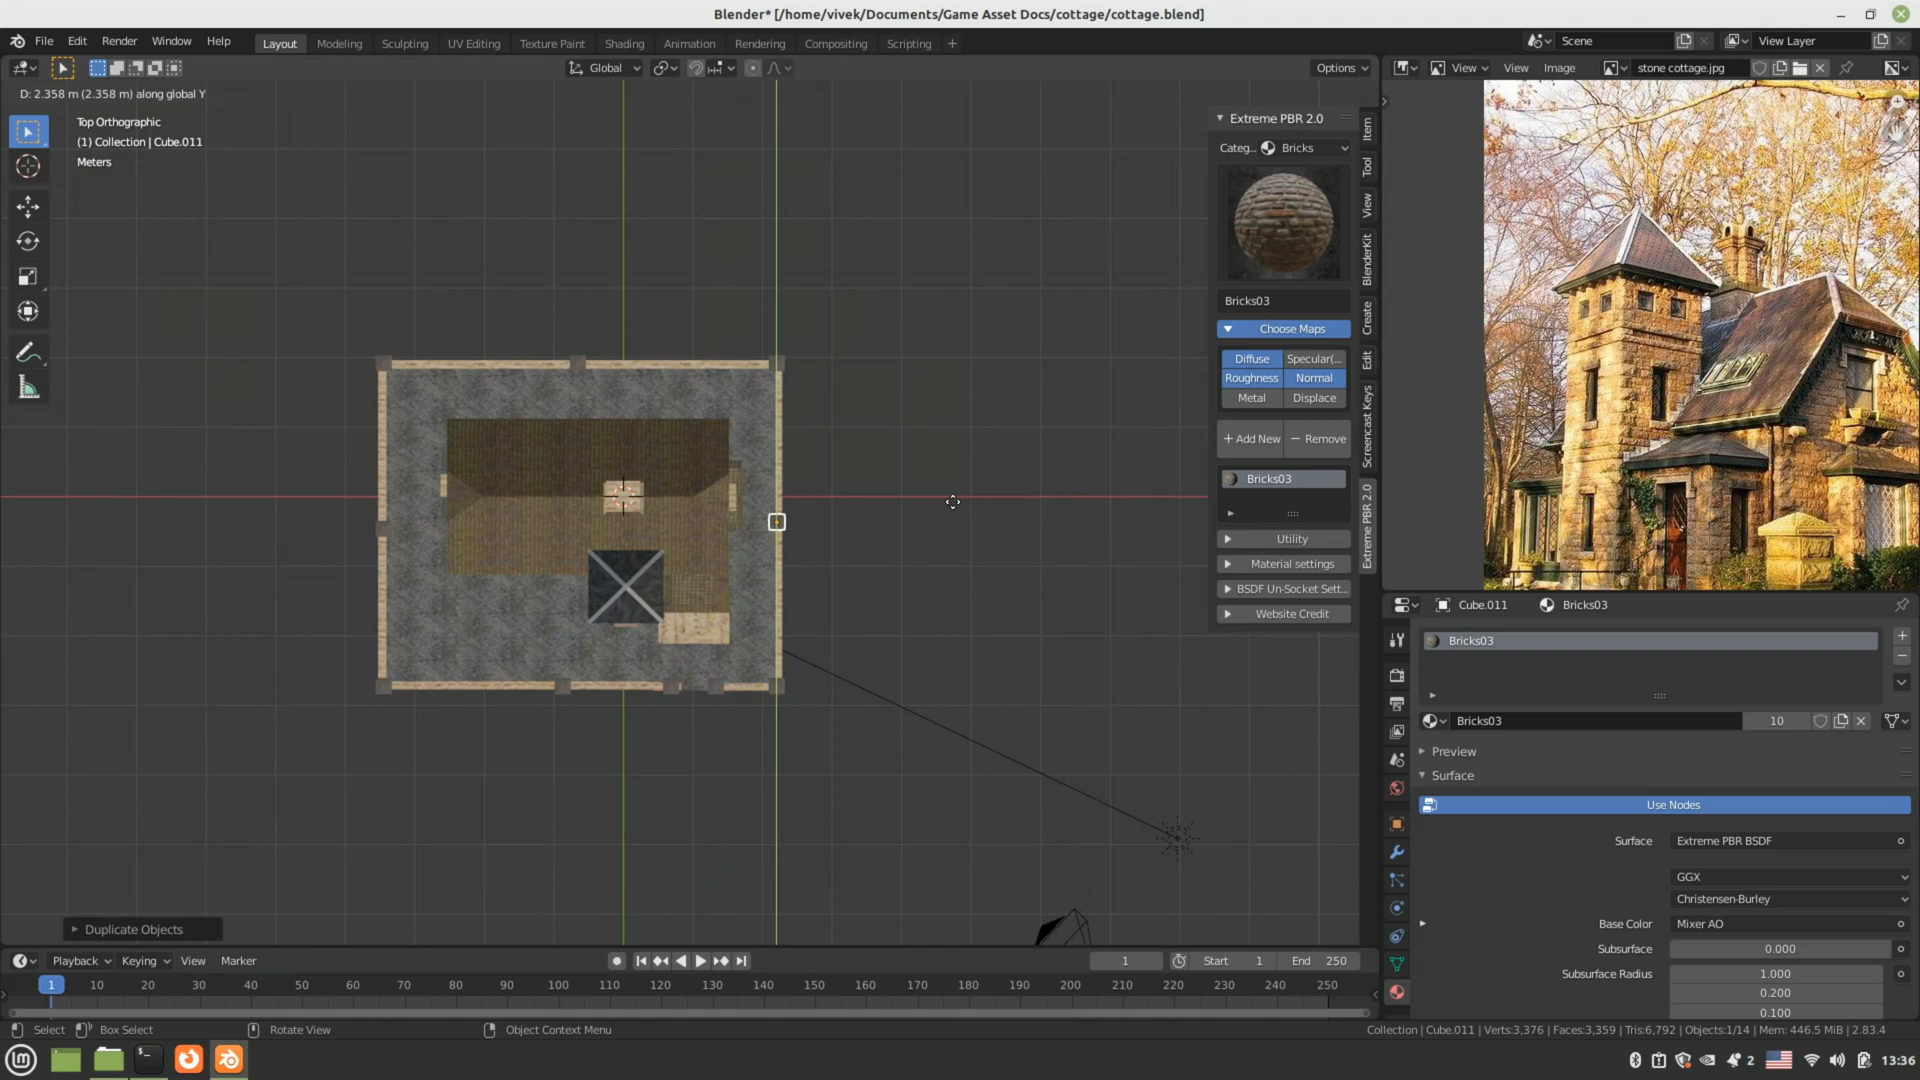 Blender* [/home/vivek/Documents/Game Asset Docs/cottage/cottage.blend]
File Edit Render Window Help
Layout Modeling Sculpting UV Editing Texture Paint Shading Animation Rendering Compositing Scripting +
Scene
View Layer
Global
Options
View View Image stone cottage.jpg
D: 2.358 m (2.358 m) along global Y
Top Orthographic
(1) Collection | Cube.011
Meters
Extreme PBR 2.0
Categ... Bricks
Bricks03
Choose Maps
Diffuse Specular(...
Roughness Normal
Metal Displace
+ Add New − Remove
Bricks03
Utility
Material settings
BSDF Un-Socket Sett...
Website Credit
Item
Tool
View
BlenderKit
Create
Edit
Screencast Keys
Extreme PBR 2.0
Cube.011 Bricks03
Bricks03
Bricks03 10
Preview
Surface
Use Nodes
Surface Extreme PBR BSDF
GGX
Christensen-Burley
Base Color Mixer AO
Subsurface 0.000
Subsurface Radius 1.000
0.200
0.100
Duplicate Objects
Playback Keying View Marker
1 Start 1 End 250
1 10 20 30 40 50 60 70 80 90 100 110 120 130 140 150 160 170 180 190 200 210 220 230 240 250
Select Box Select Rotate View Object Context Menu
Collection | Cube.011 | Verts:3,376 | Faces:3,359 | Tris:6,792 | Objects:1/14 | Mem: 446.5 MiB | 2.83.4
2 13:36